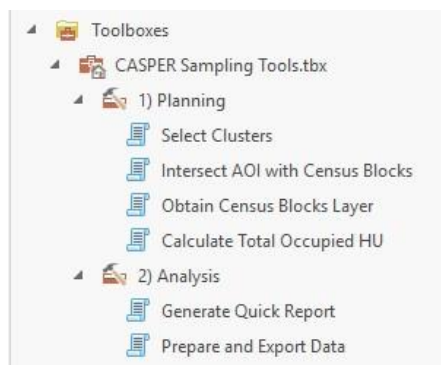 Toolboxes
CASPER Sampling Tools.tbx
1) Planning
Select Clusters
Intersect AOI with Census Blocks
Obtain Census Blocks Layer
Calculate Total Occupied HU
2) Analysis
Generate Quick Report
Prepare and Export Data